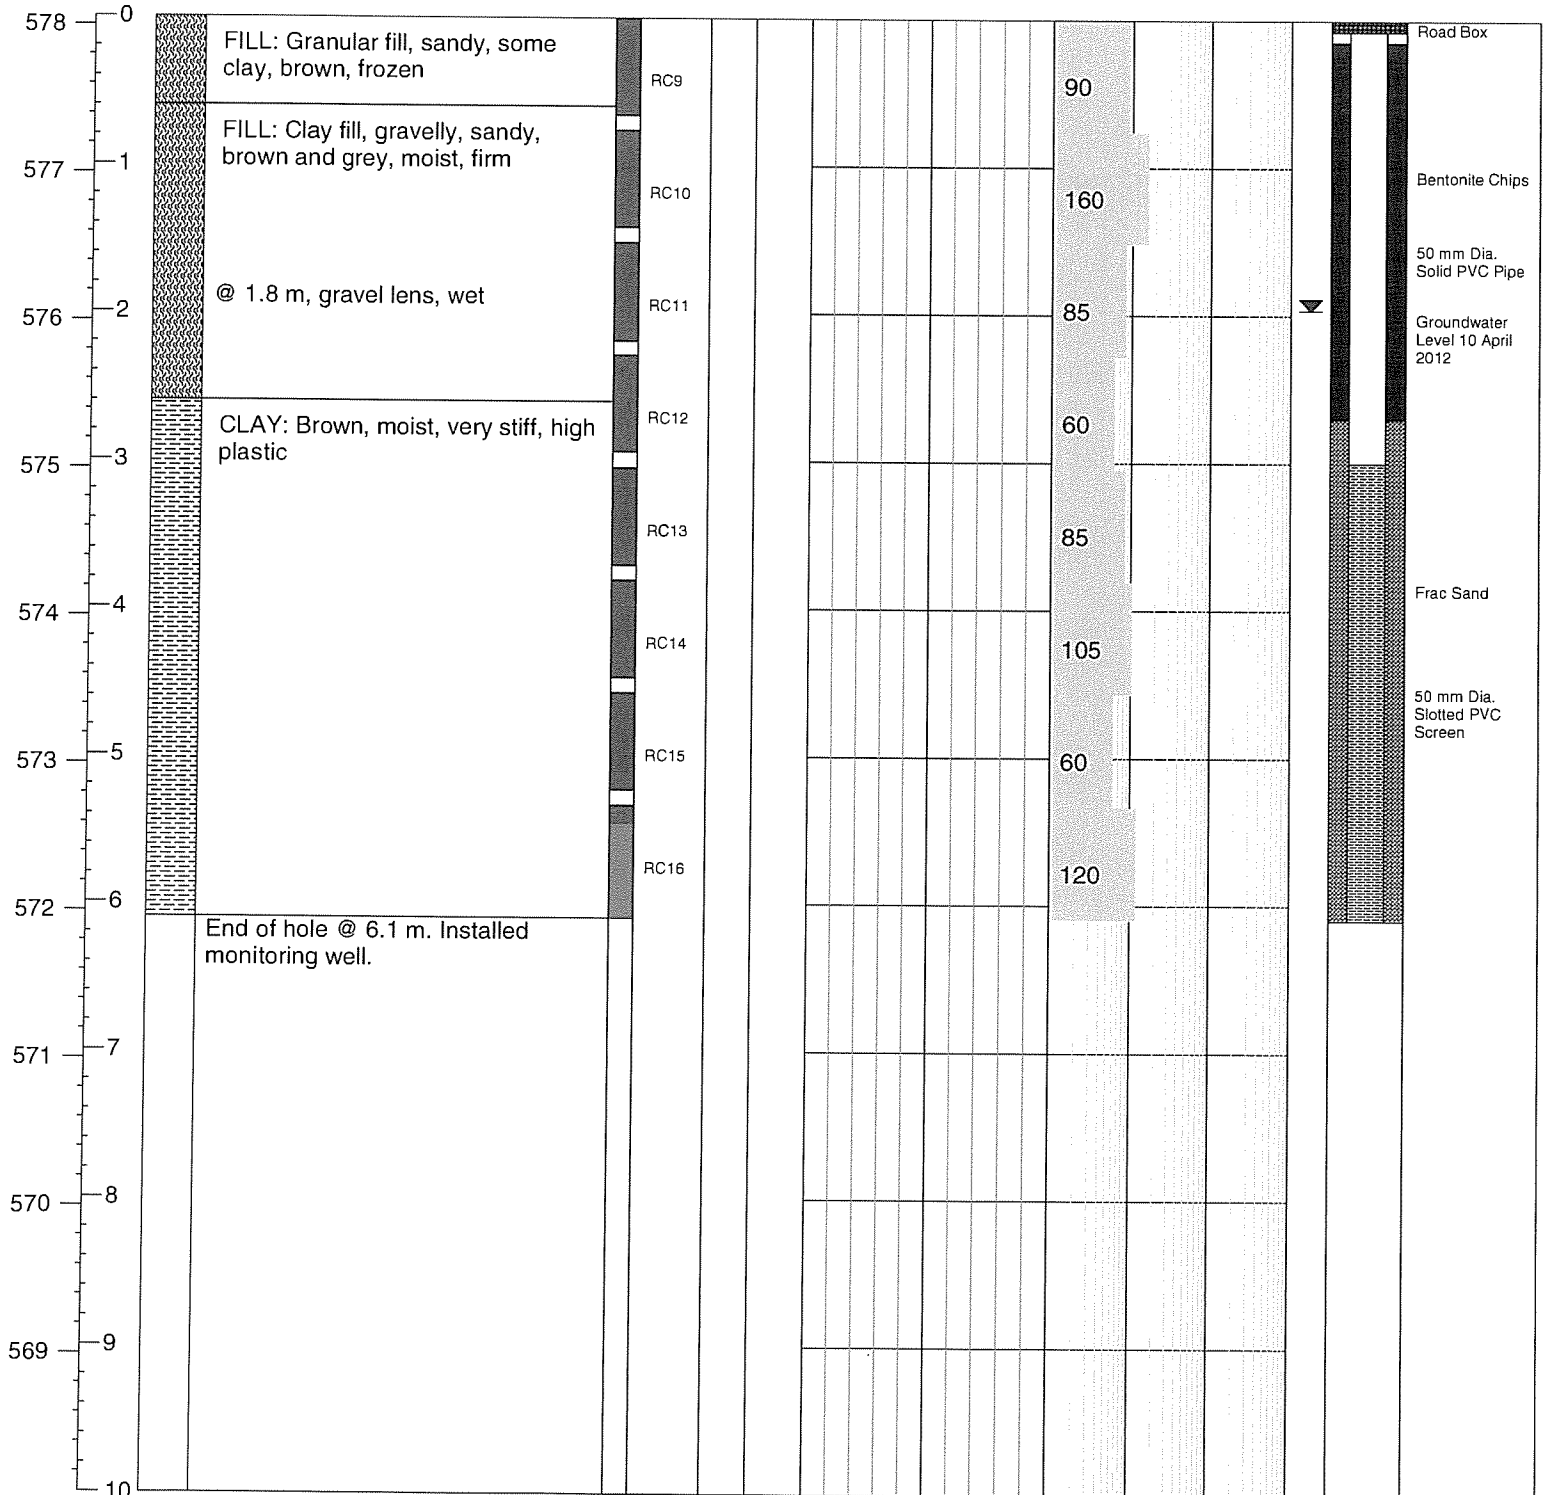 578
0
FILL: Granular fill, sandy, some
clay, brown, frozen
RC9
90
Road Box
FILL: Clay fill, gravelly, sandy,
brown and grey, moist, firm
577
1
RC10
160
Bentonite Chips
50 mm Dia.
Solid PVC Pipe
@ 1.8 m, gravel lens, wet
576
2
RC11
85
Groundwater
Level 10 April
2012
CLAY: Brown, moist, very stiff, high
plastic
RC12
60
575
3
RC13
85
574
4
Frac Sand
RC14
105
50 mm Dia.
Slotted PVC
Screen
573
5
RC15
60
RC16
120
572
6
End of hole @ 6.1 m. Installed
monitoring well.
571
7
570
8
569
9
10